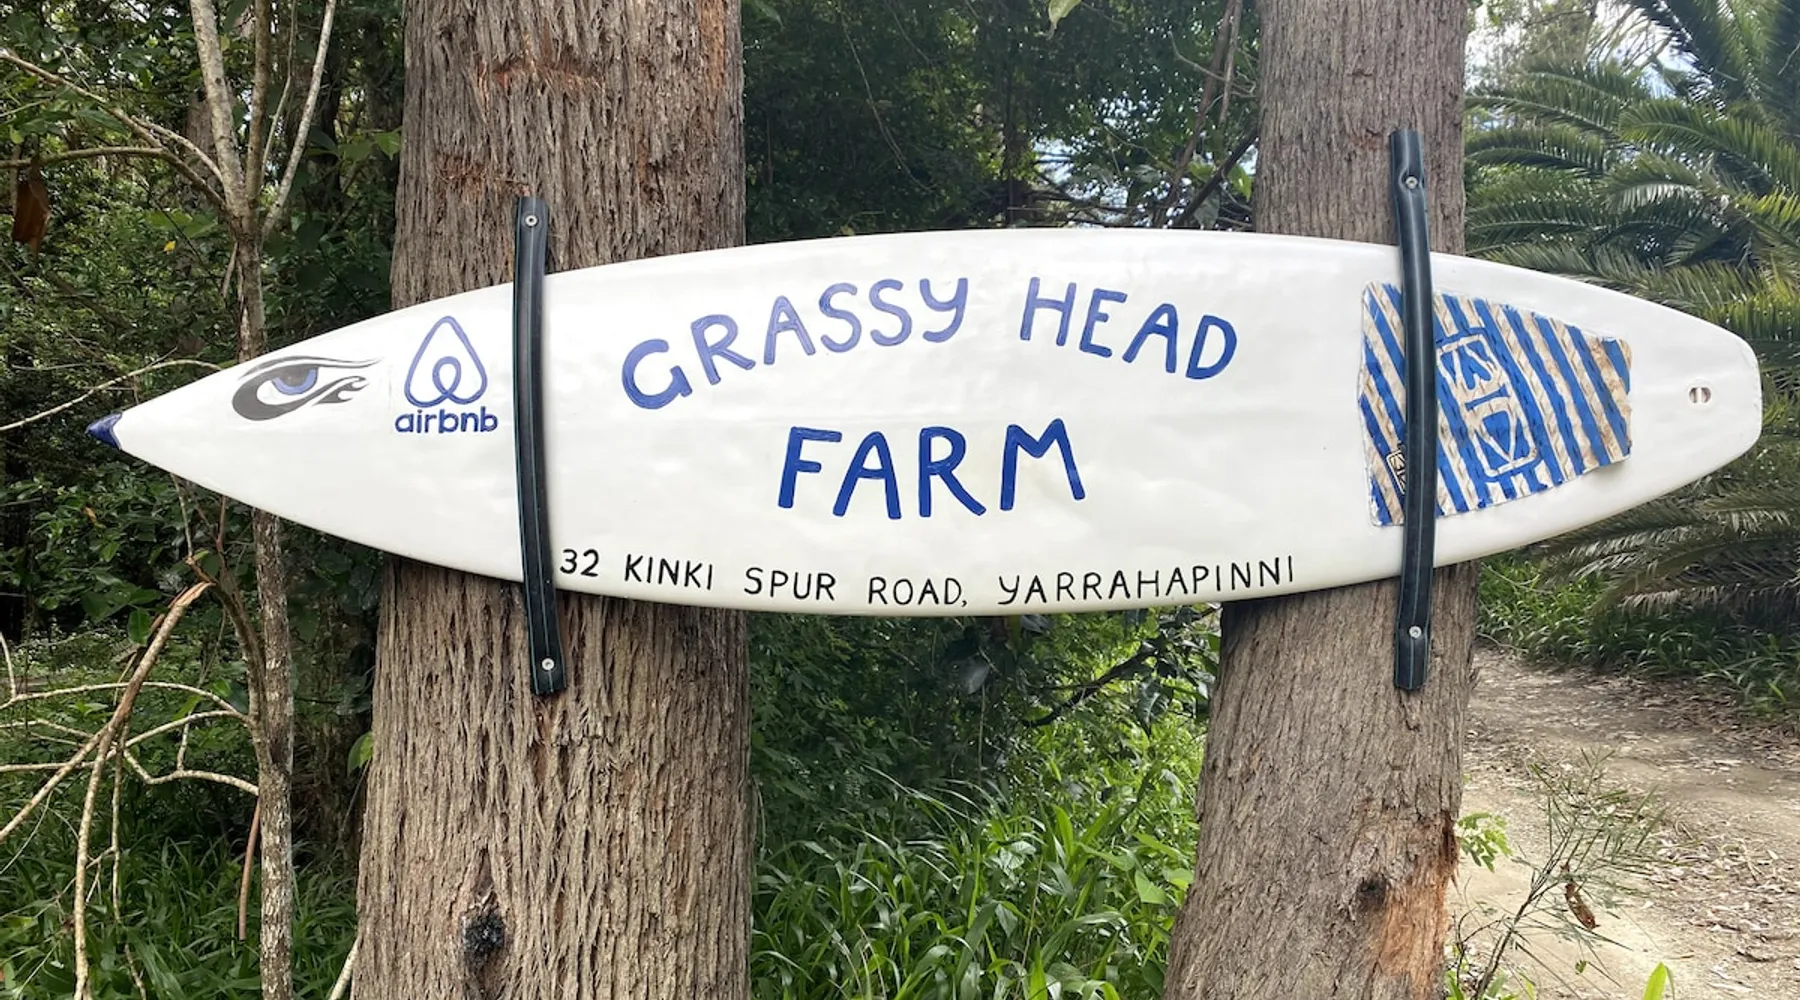 airbnb
GRASSY HEAD
FARM
32 KINKI SPUR ROAD, YARRAHAPINNI